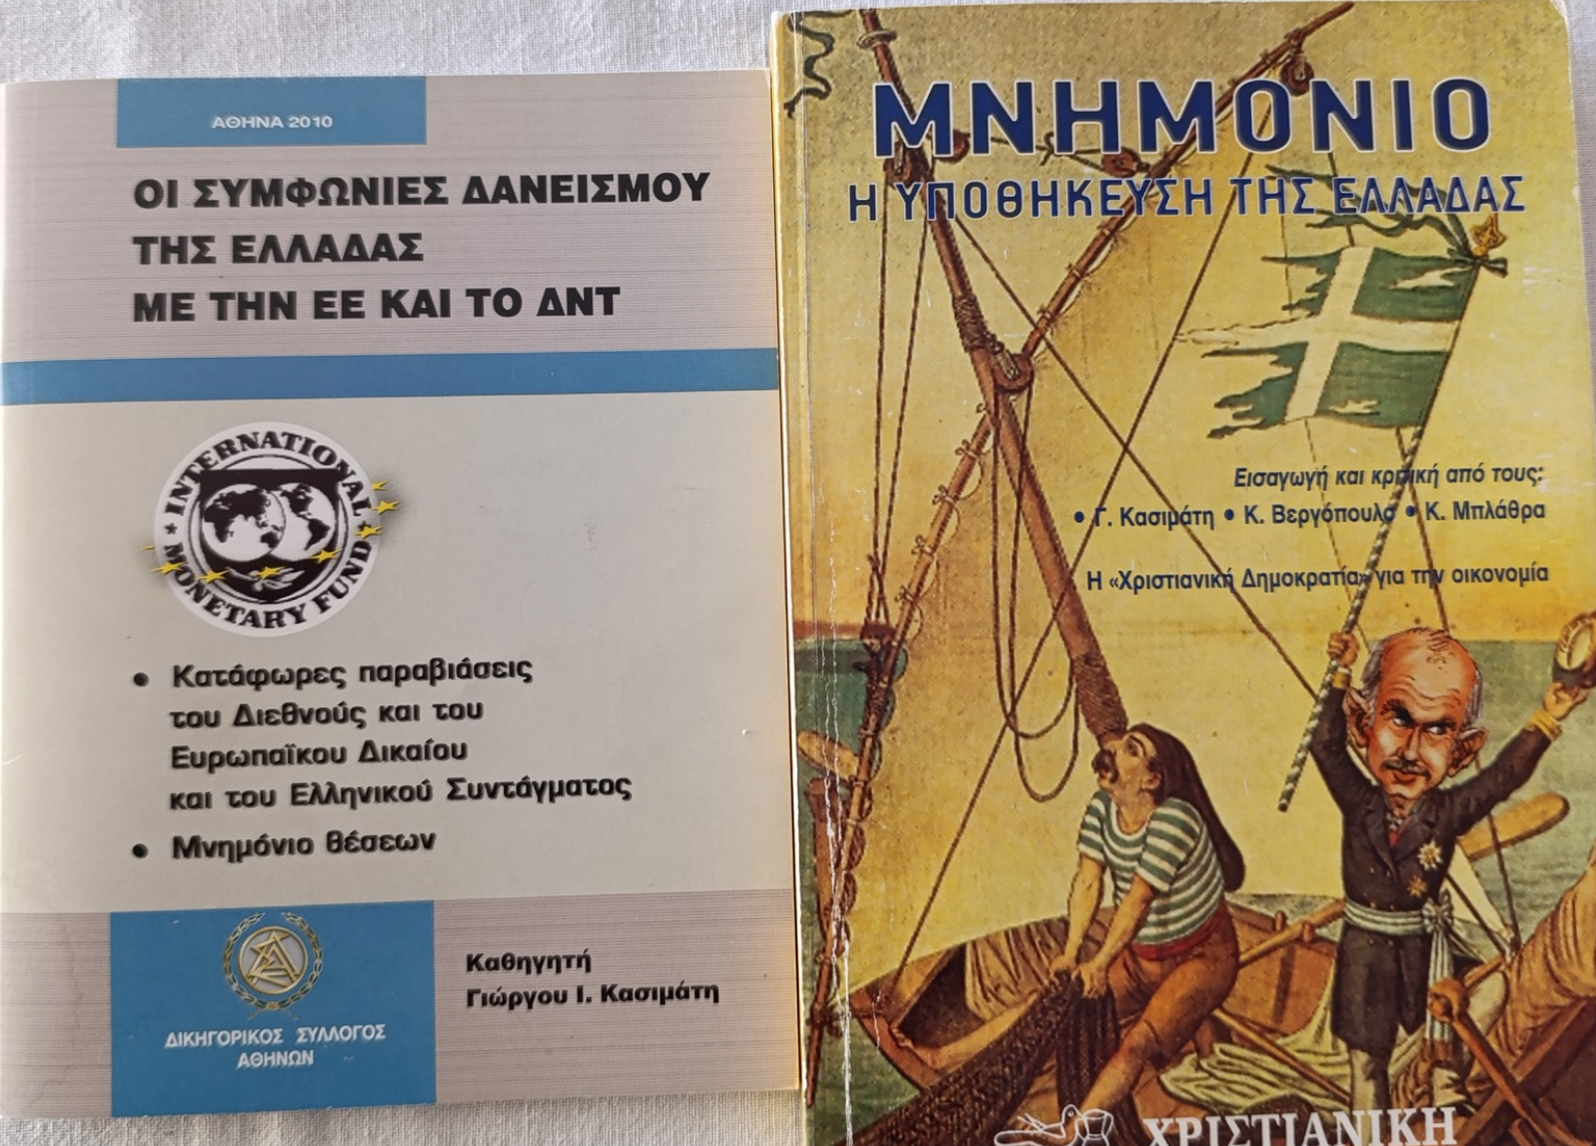 ΑΘΗΝΑ 2010
ΟΙ ΣΥΜΦΩΝΙΕΣ ΔΑΝΕΙΣΜΟΥ
ΤΗΣ ΕΛΛΑΔΑΣ
ΜΕ ΤΗΝ ΕΕ ΚΑΙ ΤΟ ΔΝΤ
INTERNATIONAL
MONETARY FUND
• Κατάφωρες παραβιάσεις
του Διεθνούς και του
Ευρωπαϊκου Δικαίου
και του Ελληνικού Συντάγματος
• Μνημόνιο θέσεων
ΔΙΚΗΓΟΡΙΚΟΣ ΣΥΛΛΟΓΟΣ
ΑΘΗΝΩΝ
Καθηγητή
Γιώργου Ι. Κασιμάτη
ΜΝΗΜΟΝΙΟ
Η ΥΠΟΘΗΚΕΥΣΗ ΤΗΣ ΕΛΛΑΔΑΣ
Εισαγωγή και κριτική από τους:
• Γ. Κασιμάτη • Κ. Βεργόπουλο • Κ. Μπλάθρα
Η «Χριστιανική Δημοκρατία» για την οικονομία
ΧΡΙΣΤΙΑΝΙΚΗ